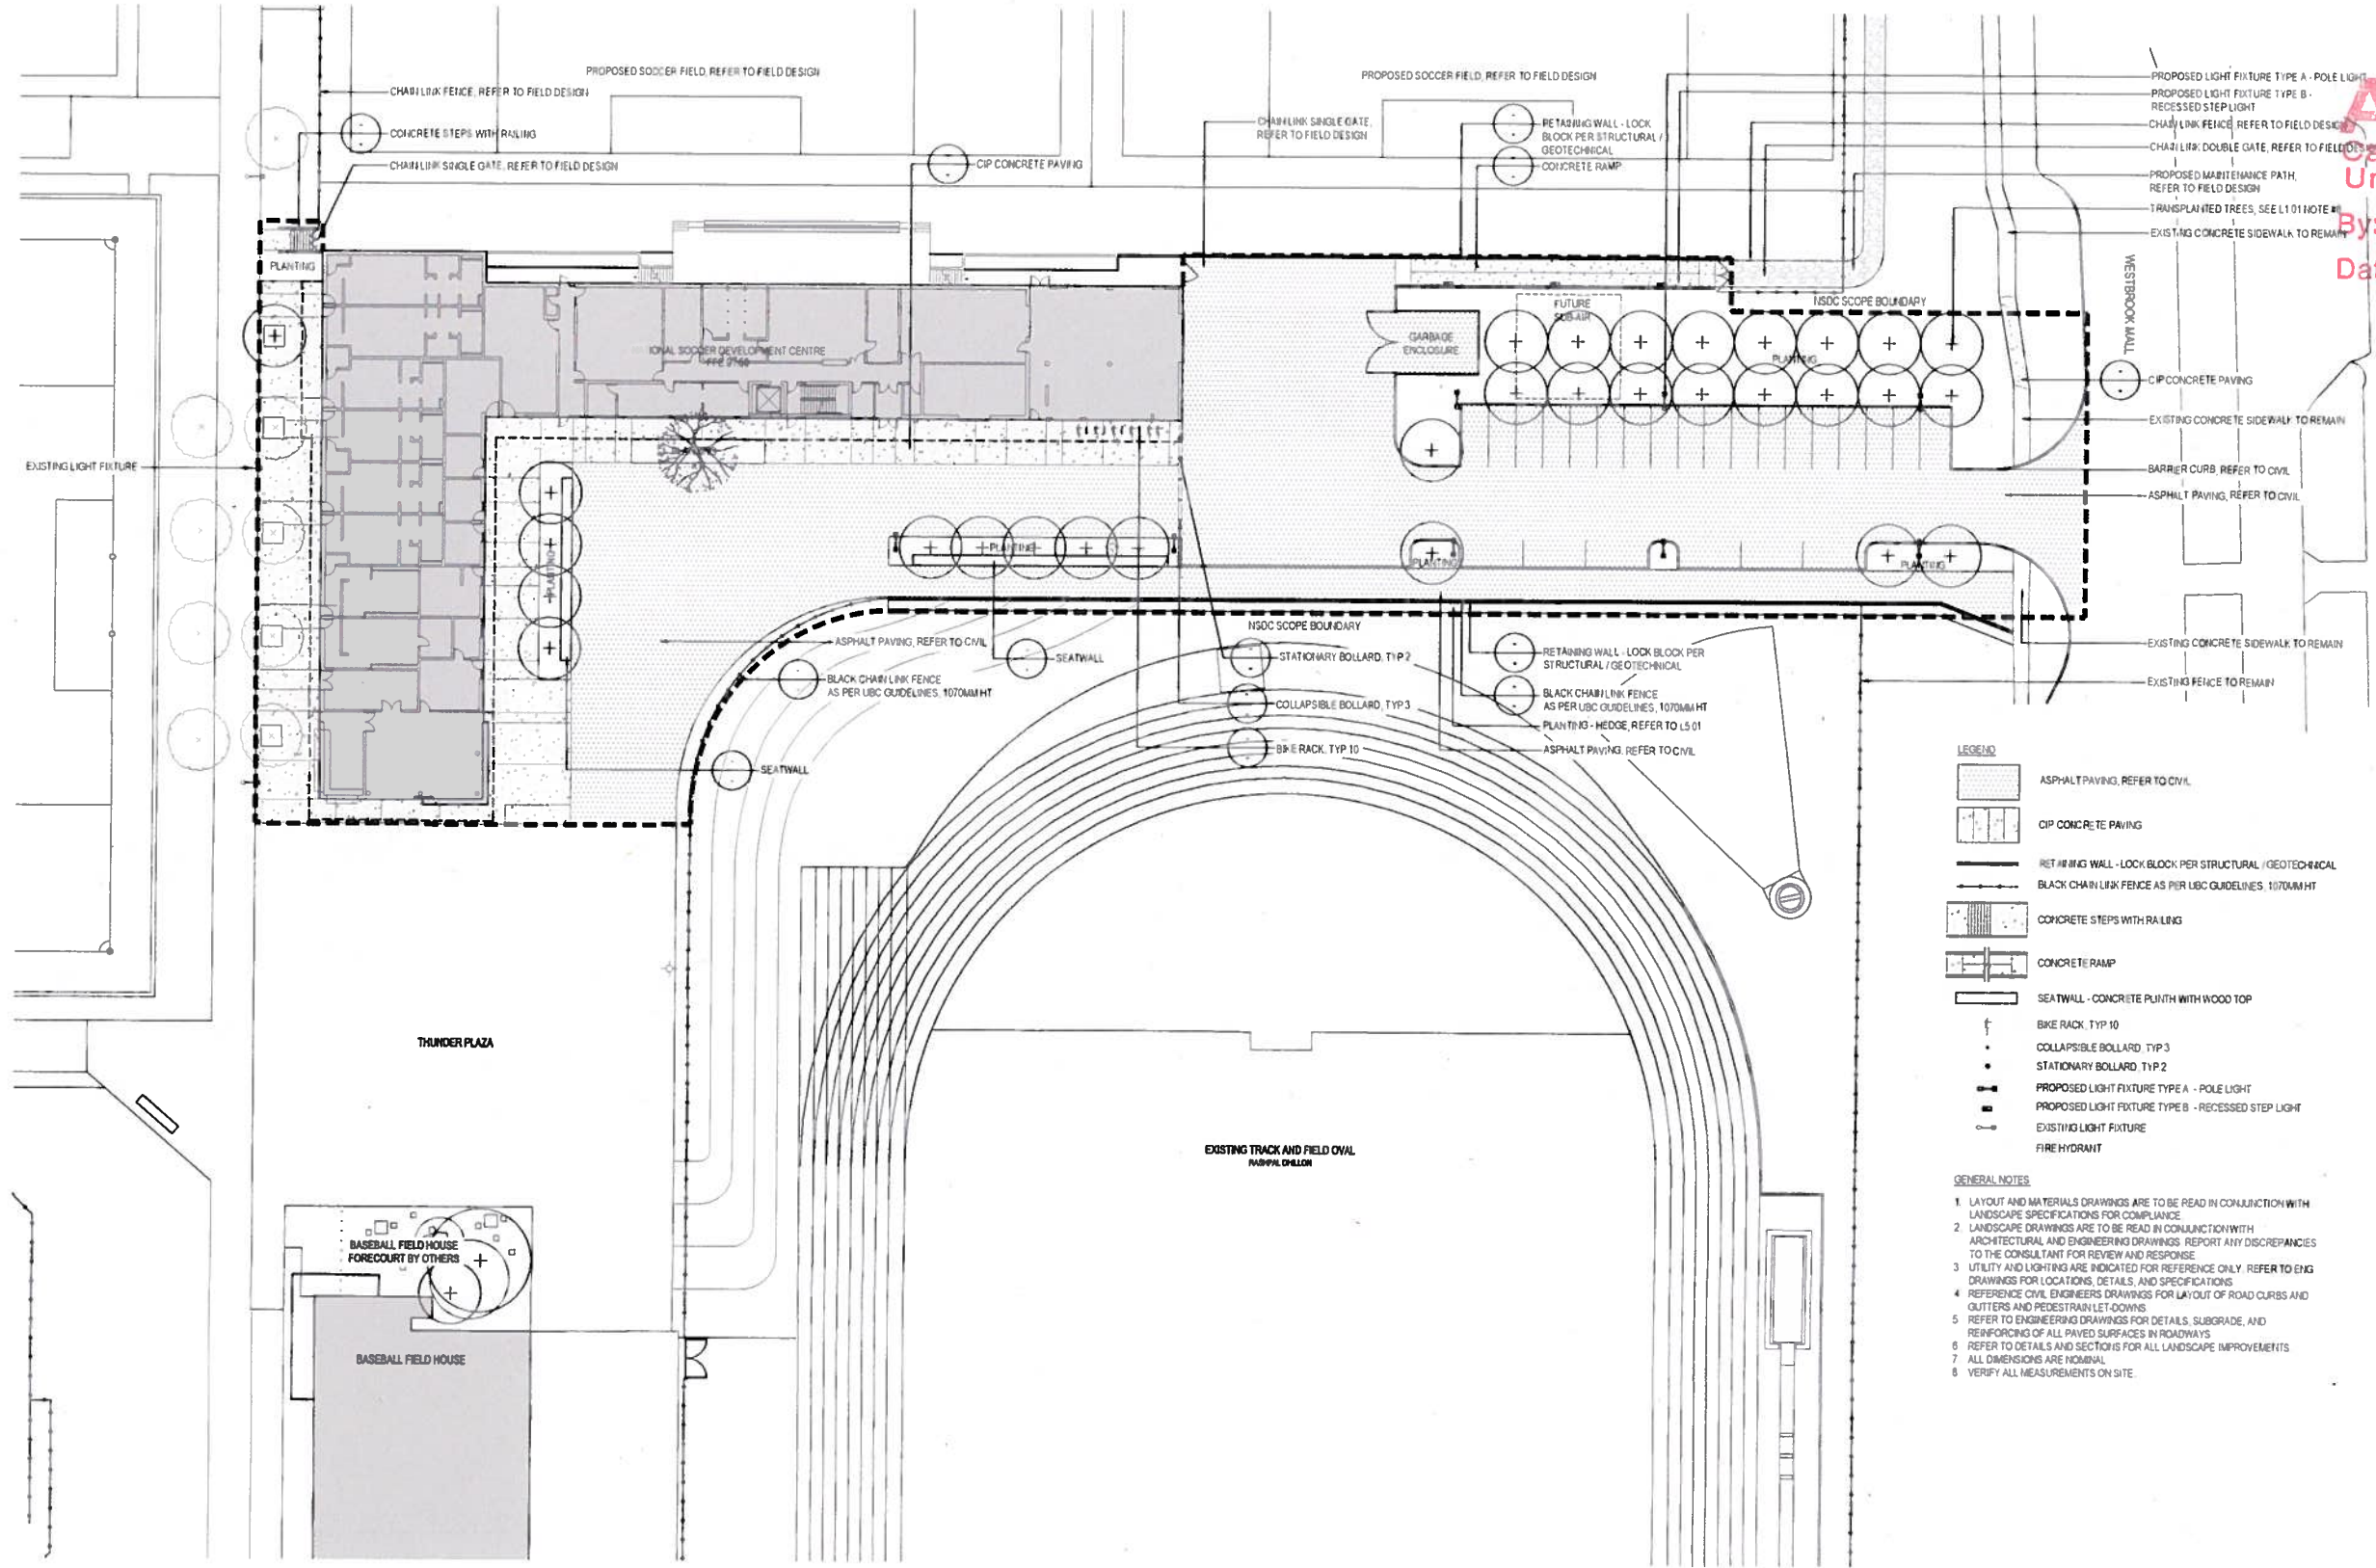 PROPOSED SOCCER FIELD, REFER TO FIELD DESIGN
PROPOSED SOCCER FIELD, REFER TO FIELD DESIGN
CHAIN LINK FENCE, REFER TO FIELD DESIGN
CONCRETE STEPS WITH RAILING
CHAIN LINK SINGLE GATE, REFER TO FIELD DESIGN
CIP CONCRETE PAVING
CHAIN LINK SINGLE GATE,
REFER TO FIELD DESIGN
RETAINING WALL - LOCK
BLOCK PER STRUCTURAL /
GEOTECHNICAL
CONCRETE RAMP
PROPOSED LIGHT FIXTURE TYPE A - POLE LIGHT
PROPOSED LIGHT FIXTURE TYPE B -
RECESSED STEP LIGHT
CHAIN LINK FENCE, REFER TO FIELD DESIGN
CHAIN LINK DOUBLE GATE, REFER TO FIELD
PROPOSED MAINTENANCE PATH,
REFER TO FIELD DESIGN
TRANSPLANTED TREES, SEE L1.01 NOTE
EXISTING CONCRETE SIDEWALK TO REMAIN
Ur
By:
Da
WESTBROOK MALL
PLANTING
NSDC SCOPE BOUNDARY
FUTURE
SUB-AIR
GARBAGE
ENCLOSURE
PLANTING
IONAL SOCCER DEVELOPMENT CENTRE
CIP CONCRETE PAVING
EXISTING CONCRETE SIDEWALK TO REMAIN
EXISTING LIGHT FIXTURE
BARRIER CURB, REFER TO CIVIL
ASPHALT PAVING, REFER TO CIVIL
PLANTING
PLANTING
PLANTING
PLANTING
NSDC SCOPE BOUNDARY
ASPHALT PAVING, REFER TO CIVIL
SEATWALL
BLACK CHAIN LINK FENCE
AS PER UBC GUIDELINES, 1070MM HT
SEATWALL
STATIONARY BOLLARD, TYP 2
COLLAPSIBLE BOLLARD, TYP 3
BIKE RACK, TYP 10
RETAINING WALL - LOCK BLOCK PER
STRUCTURAL / GEOTECHNICAL
BLACK CHAIN LINK FENCE
AS PER UBC GUIDELINES, 1070MM HT
PLANTING - HEDGE, REFER TO L5.01
ASPHALT PAVING, REFER TO CIVIL
EXISTING CONCRETE SIDEWALK TO REMAIN
EXISTING FENCE TO REMAIN
THUNDER PLAZA
EXISTING TRACK AND FIELD OVAL
RASHPAL DHILLON
BASEBALL FIELD HOUSE
FORECOURT BY OTHERS
BASEBALL FIELD HOUSE
LEGEND
ASPHALT PAVING, REFER TO CIVIL
CIP CONCRETE PAVING
RETAINING WALL - LOCK BLOCK PER STRUCTURAL / GEOTECHNICAL
BLACK CHAIN LINK FENCE AS PER UBC GUIDELINES, 1070MM HT
CONCRETE STEPS WITH RAILING
CONCRETE RAMP
SEATWALL - CONCRETE PLINTH WITH WOOD TOP
BIKE RACK, TYP 10
COLLAPSIBLE BOLLARD, TYP 3
STATIONARY BOLLARD, TYP 2
PROPOSED LIGHT FIXTURE TYPE A - POLE LIGHT
PROPOSED LIGHT FIXTURE TYPE B - RECESSED STEP LIGHT
EXISTING LIGHT FIXTURE
FIRE HYDRANT
GENERAL NOTES
1. LAYOUT AND MATERIALS DRAWINGS ARE TO BE READ IN CONJUNCTION WITH
LANDSCAPE SPECIFICATIONS FOR COMPLIANCE
2. LANDSCAPE DRAWINGS ARE TO BE READ IN CONJUNCTION WITH
ARCHITECTURAL AND ENGINEERING DRAWINGS REPORT ANY DISCREPANCIES
TO THE CONSULTANT FOR REVIEW AND RESPONSE
3 UTILITY AND LIGHTING ARE INDICATED FOR REFERENCE ONLY. REFER TO ENG
DRAWINGS FOR LOCATIONS, DETAILS, AND SPECIFICATIONS
4 REFERENCE CIVIL ENGINEERS DRAWINGS FOR LAYOUT OF ROAD CURBS AND
GUTTERS AND PEDESTRAIN LET-DOWNS
5 REFER TO ENGINEERING DRAWINGS FOR DETAILS, SUBGRADE, AND
REINFORCING OF ALL PAVED SURFACES IN ROADWAYS
6 REFER TO DETAILS AND SECTIONS FOR ALL LANDSCAPE IMPROVEMENTS
7 ALL DIMENSIONS ARE NOMINAL
8 VERIFY ALL MEASUREMENTS ON SITE.